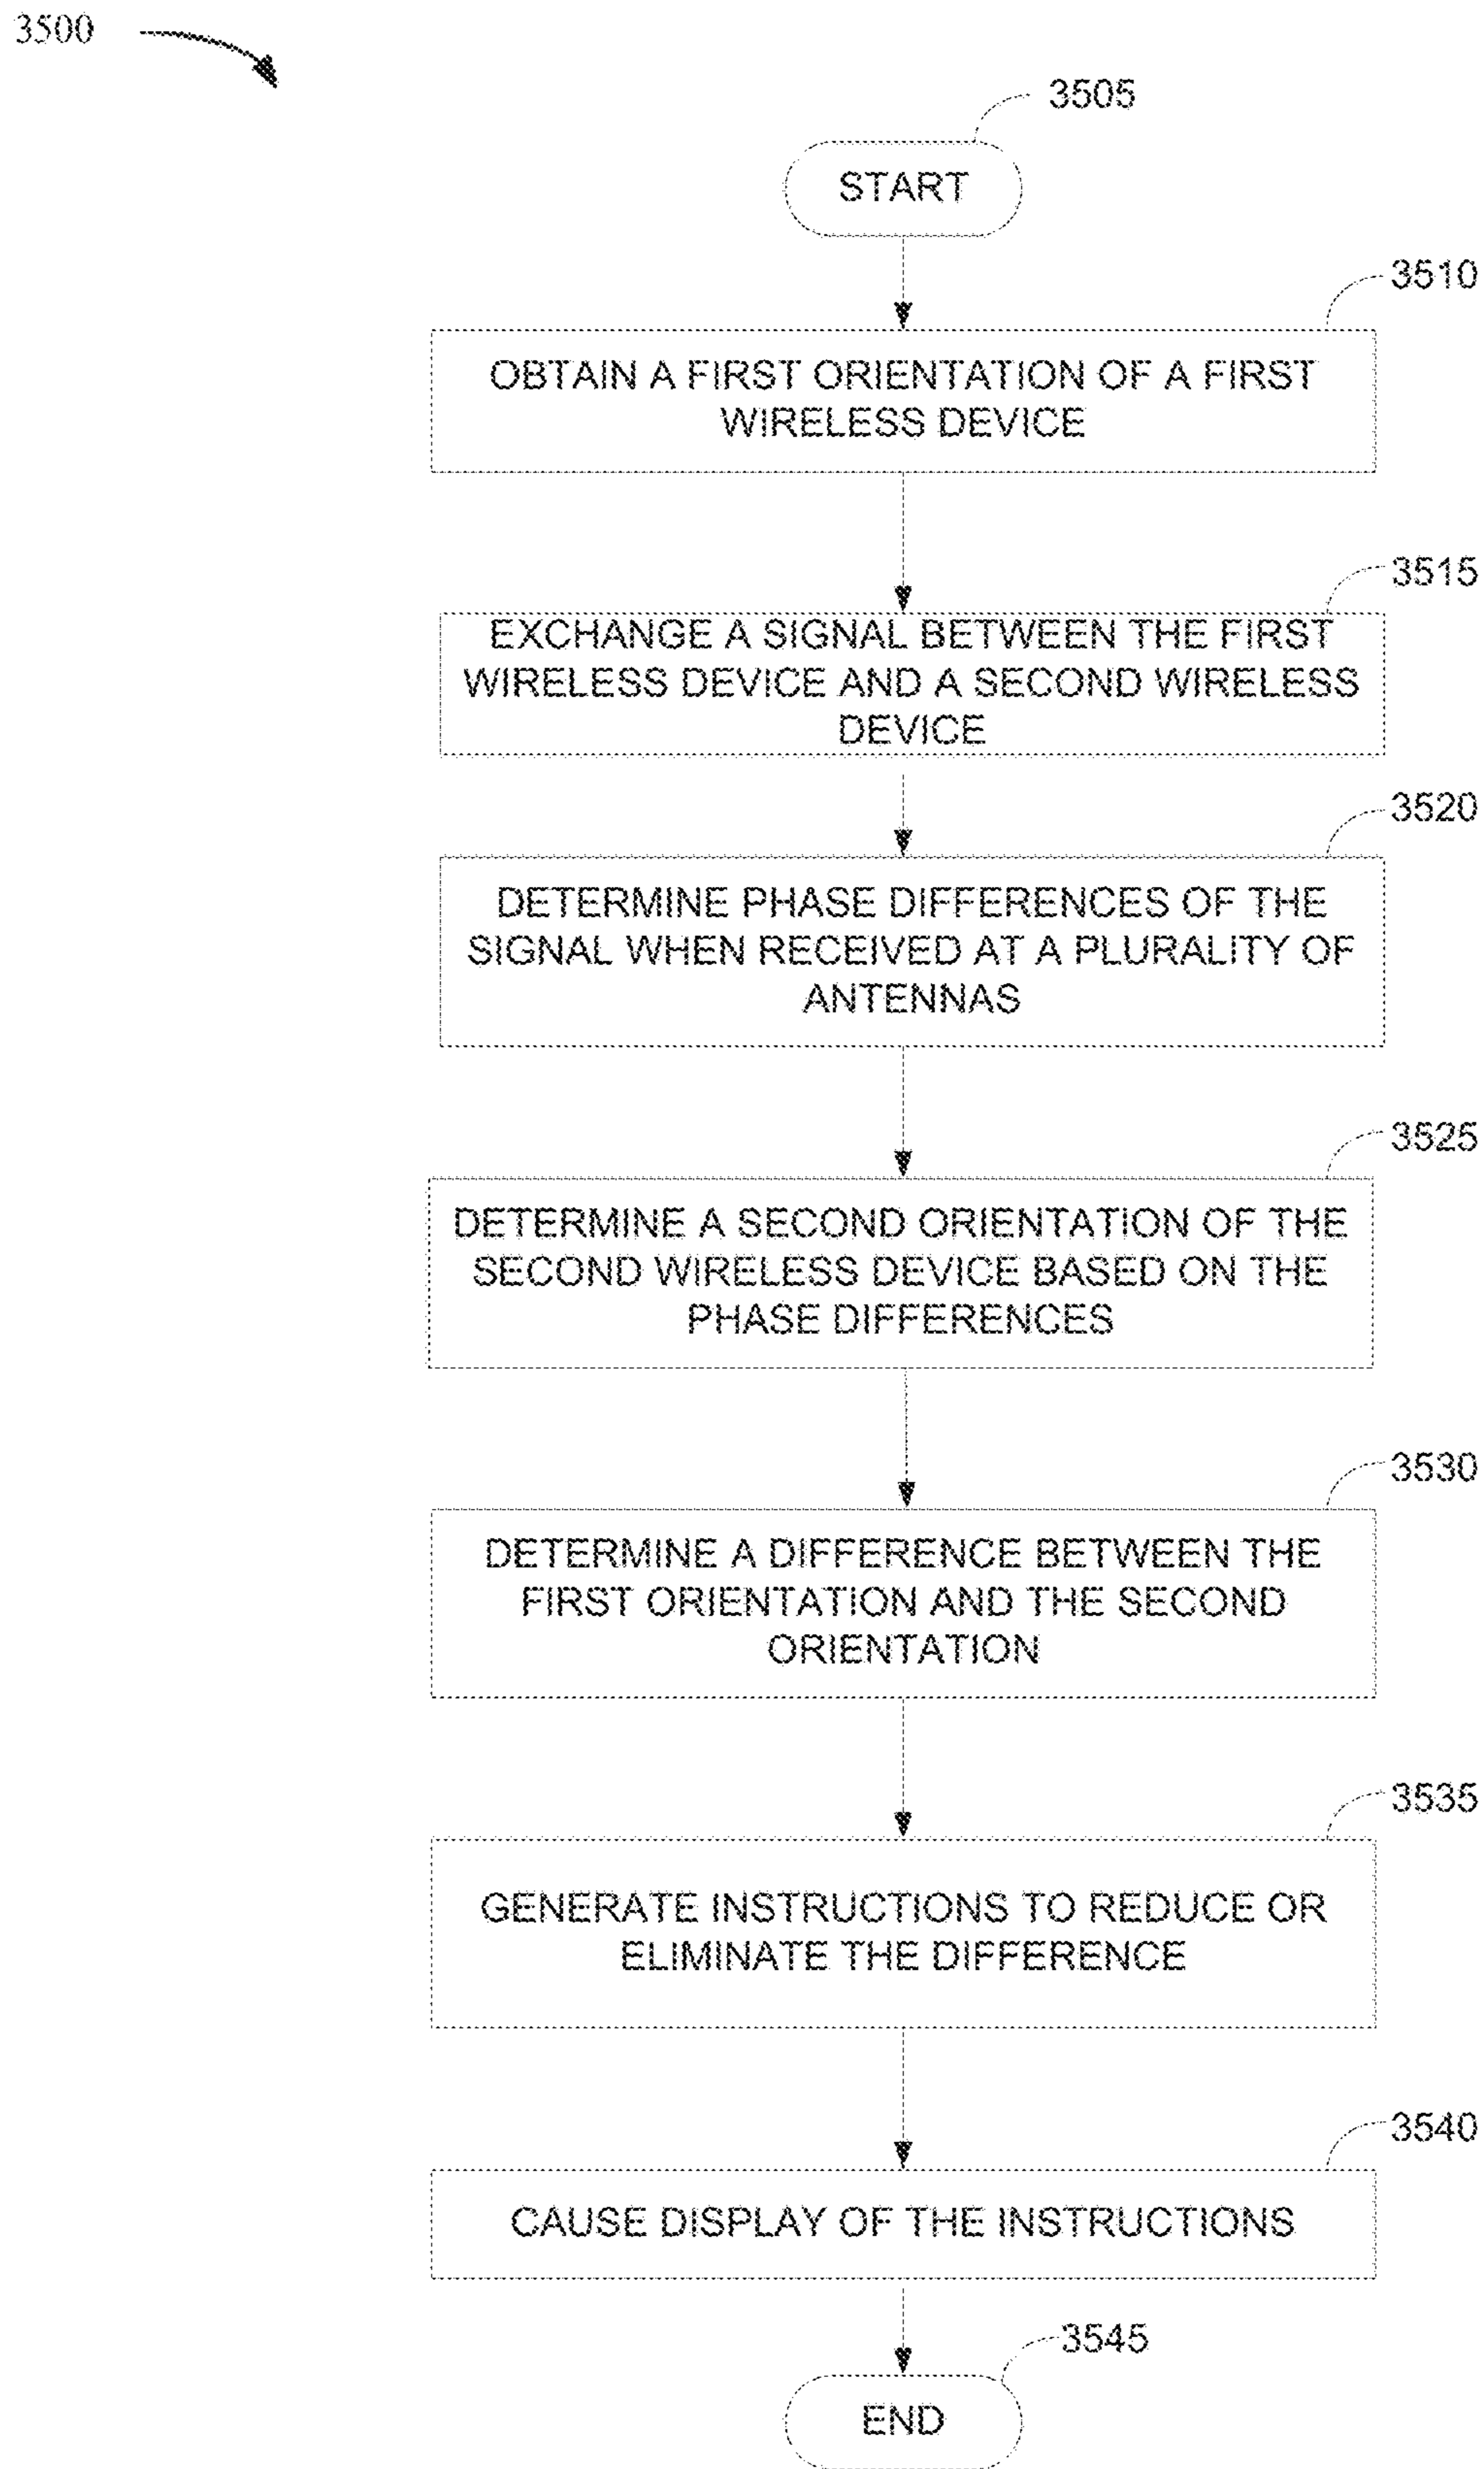 3500
3505
START
3510
OBTAIN A FIRST ORIENTATION OF A FIRST
WIRELESS DEVICE
3515
EXCHANGE A SIGNAL BETWEEN THE FIRST
WIRELESS DEVICE AND A SECOND WIRELESS
DEVICE
3520
DETERMINE PHASE DIFFERENCES OF THE
SIGNAL WHEN RECEIVED AT A PLURALITY OF
ANTENNAS
3525
DETERMINE A SECOND ORIENTATION OF THE
SECOND WIRELESS DEVICE BASED ON THE
PHASE DIFFERENCES
3530
DETERMINE A DIFFERENCE BETWEEN THE
FIRST ORIENTATION AND THE SECOND
ORIENTATION
3535
GENERATE INSTRUCTIONS TO REDUCE OR
ELIMINATE THE DIFFERENCE
3540
CAUSE DISPLAY OF THE INSTRUCTIONS
3545
END